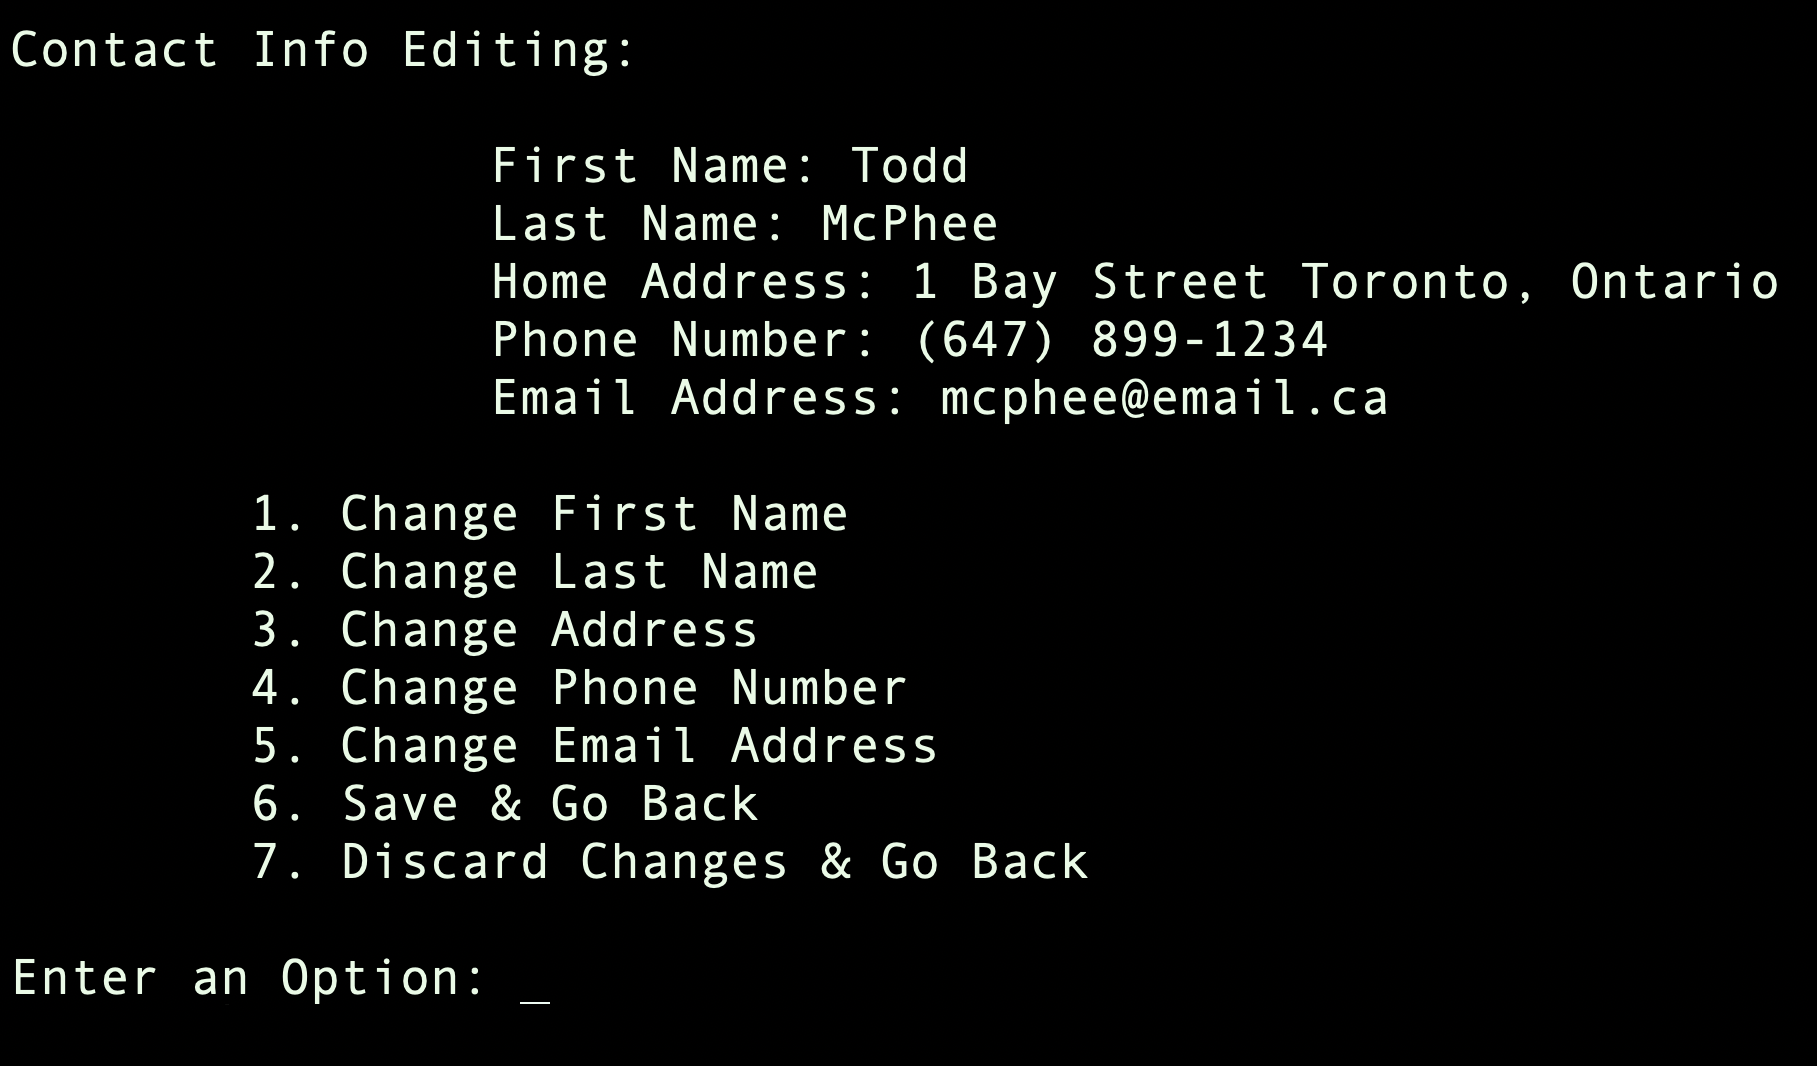 Contact Info Editing:
First Name: Todd
Last Name: McPhee
Home Address: 1 Bay Street Toronto, Ontario
Phone Number: (647) 899-1234
Email Address: mcphee@email.ca
1. Change First Name
2. Change Last Name
3. Change Address
4. Change Phone Number
5. Change Email Address
6. Save & Go Back
7. Discard Changes & Go Back
Enter an Option: _